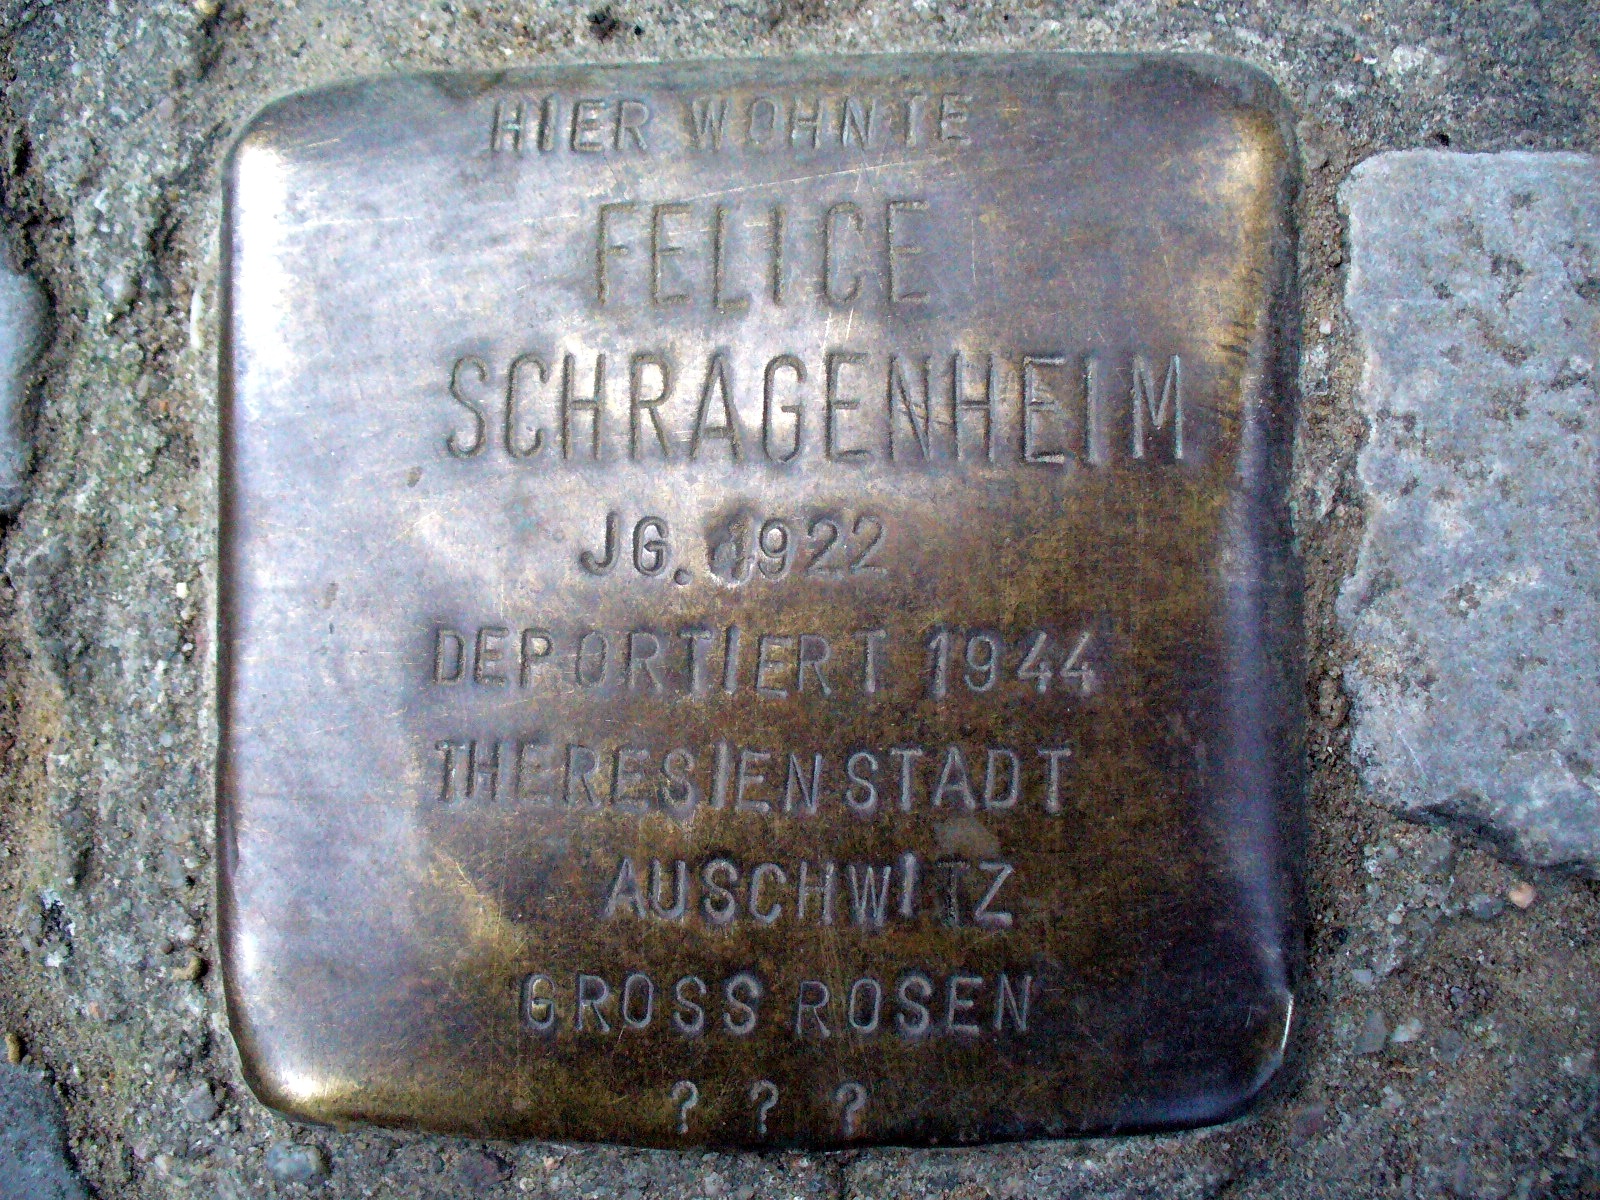 HIER WOHNTE
FELICE
SCHRAGENHEIM
JG. 1922
DEPORTIERT 1944
THERESIENSTADT
AUSCHWITZ
GROSS ROSEN
? ? ?